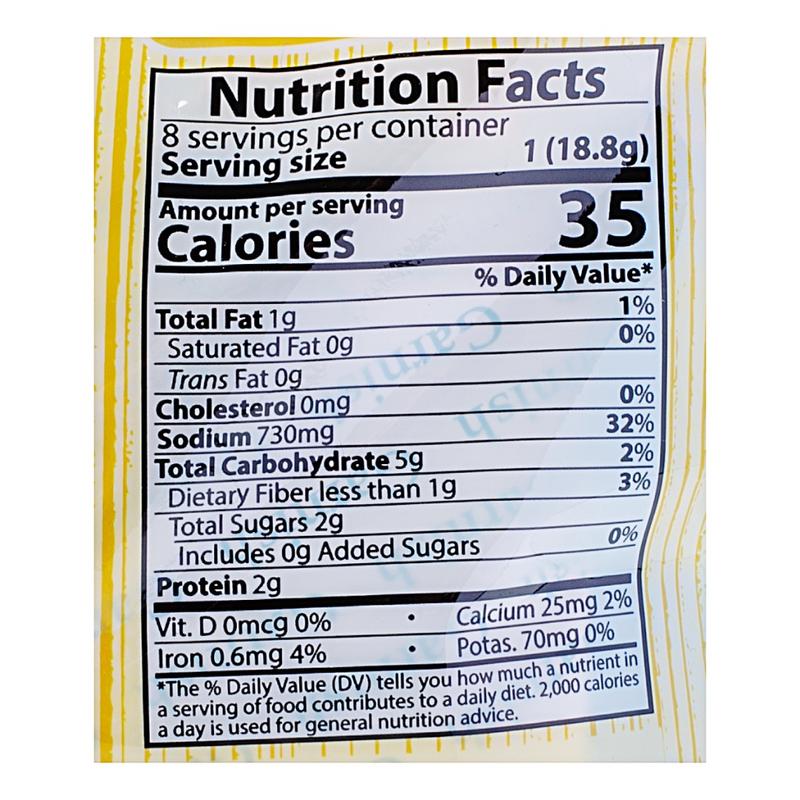 Nutrition Facts
8 servings per container
Serving size 1 (18.8g)
Amount per serving
Calories 35
% Daily Value*
Total Fat 1g 1%
Saturated Fat 0g 0%
Trans Fat 0g
Cholesterol 0mg 0%
Sodium 730mg 32%
Total Carbohydrate 5g 2%
Dietary Fiber less than 1g 3%
Total Sugars 2g
Includes 0g Added Sugars 0%
Protein 2g
Vit. D 0mcg 0% • Calcium 25mg 2%
Iron 0.6mg 4% • Potas. 70mg 0%
*The % Daily Value (DV) tells you how much a nutrient in
a serving of food contributes to a daily diet. 2,000 calories
a day is used for general nutrition advice.